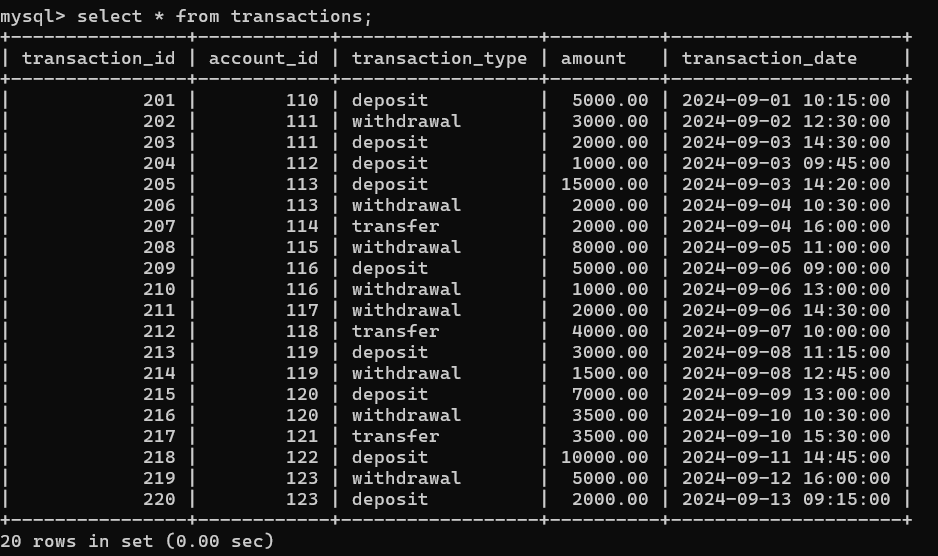 mysql> select * from transactions;
+----------------+------------+------------------+----------+---------------------+
| transaction_id | account_id | transaction_type | amount   | transaction_date    |
+----------------+------------+------------------+----------+---------------------+
|            201 |        110 | deposit          |  5000.00 | 2024-09-01 10:15:00 |
|            202 |        111 | withdrawal       |  3000.00 | 2024-09-02 12:30:00 |
|            203 |        111 | deposit          |  2000.00 | 2024-09-03 14:30:00 |
|            204 |        112 | deposit          |  1000.00 | 2024-09-03 09:45:00 |
|            205 |        113 | deposit          | 15000.00 | 2024-09-03 14:20:00 |
|            206 |        113 | withdrawal       |  2000.00 | 2024-09-04 10:30:00 |
|            207 |        114 | transfer         |  2000.00 | 2024-09-04 16:00:00 |
|            208 |        115 | withdrawal       |  8000.00 | 2024-09-05 11:00:00 |
|            209 |        116 | deposit          |  5000.00 | 2024-09-06 09:00:00 |
|            210 |        116 | withdrawal       |  1000.00 | 2024-09-06 13:00:00 |
|            211 |        117 | withdrawal       |  2000.00 | 2024-09-06 14:30:00 |
|            212 |        118 | transfer         |  4000.00 | 2024-09-07 10:00:00 |
|            213 |        119 | deposit          |  3000.00 | 2024-09-08 11:15:00 |
|            214 |        119 | withdrawal       |  1500.00 | 2024-09-08 12:45:00 |
|            215 |        120 | deposit          |  7000.00 | 2024-09-09 13:00:00 |
|            216 |        120 | withdrawal       |  3500.00 | 2024-09-10 10:30:00 |
|            217 |        121 | transfer         |  3500.00 | 2024-09-10 15:30:00 |
|            218 |        122 | deposit          | 10000.00 | 2024-09-11 14:45:00 |
|            219 |        123 | withdrawal       |  5000.00 | 2024-09-12 16:00:00 |
|            220 |        123 | deposit          |  2000.00 | 2024-09-13 09:15:00 |
+----------------+------------+------------------+----------+---------------------+
20 rows in set (0.00 sec)